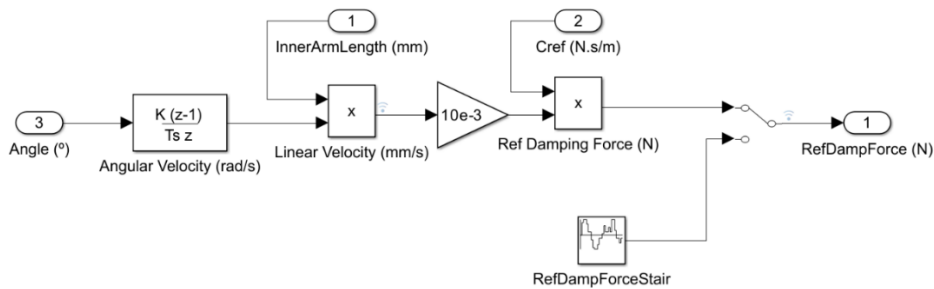 1
InnerArmLength (mm)
2
Cref (N.s/m)
3
Angle (º)
K (z-1)
Ts z
Angular Velocity (rad/s)
x
Linear Velocity (mm/s)
10e-3
x
Ref Damping Force (N)
1
RefDampForce (N)
RefDampForceStair